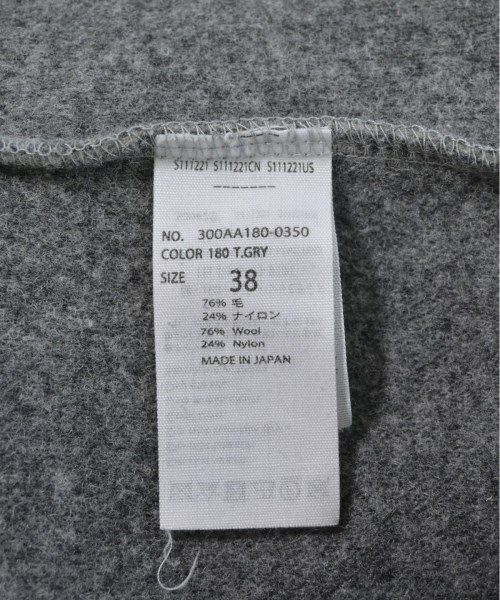 S111221 S111221CN S111221US
-------
NO. 300AA180-0350
COLOR 180 T.GRY
SIZE 38
76% 毛
24% ナイロン
76% Wool
24% Nylon
MADE IN JAPAN